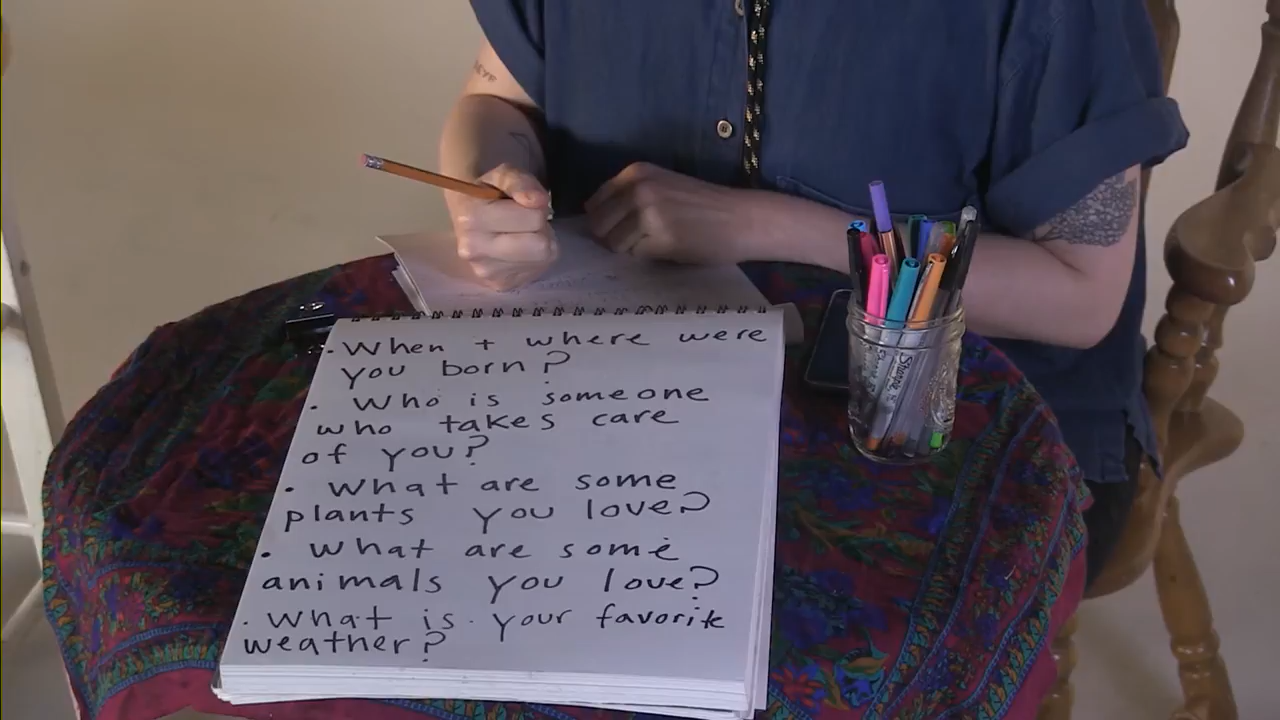 · When + where were
you born?
· Who is someone
who takes care
of you?
· What are some
plants you love?
· What are some
animals you love?
· What is your favorite
weather?
Sharpie